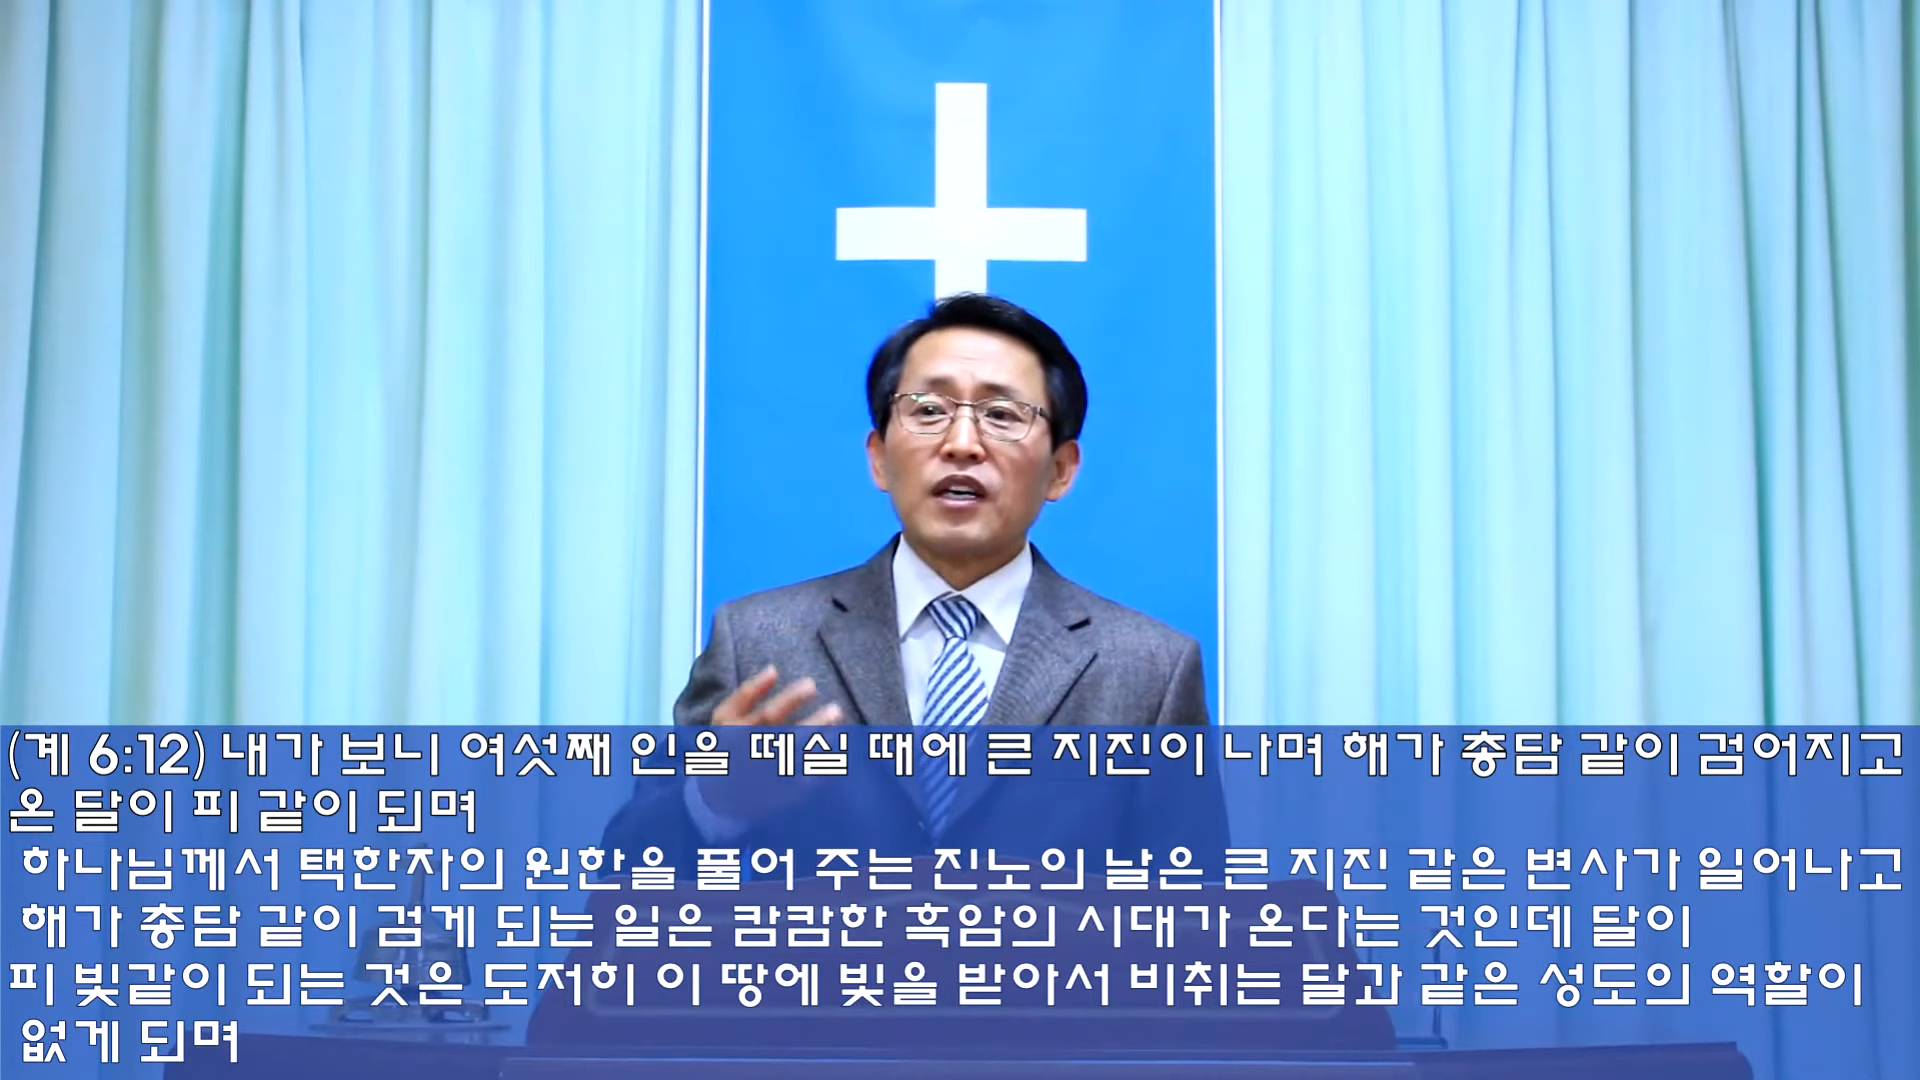 (계 6:12) 내가 보니 여섯째 인을 떼실 때에 큰 지진이 나며 해가 총담 같이 검어지고
온 달이 피 같이 되며
하나님께서 택한자의 원한을 풀어 주는 진노의 날은 큰 지진 같은 변사가 일어나고
해가 총담 같이 검게 되는 일은 캄캄한 흑암의 시대가 온다는 것인데 달이
피 빛같이 되는 것은 도저히 이 땅에 빛을 받아서 비취는 달과 같은 성도의 역할이
없게 되며